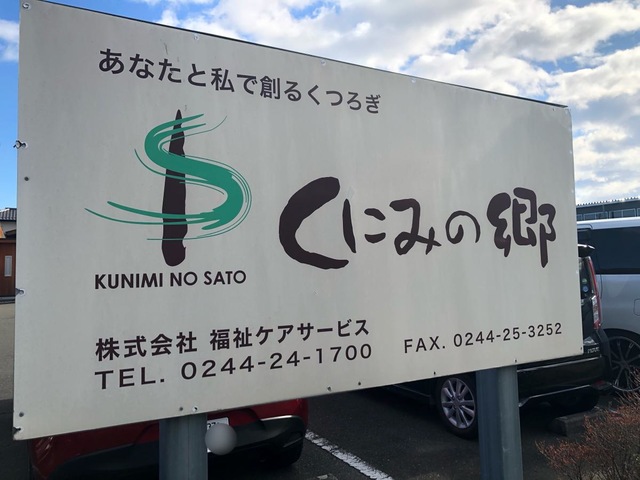 あなたと私で創るくつろぎ
KUNIMI NO SATO
くにみの郷
株式会社 福祉ケアサービス
TEL. 0244-24-1700
FAX. 0244-25-3252